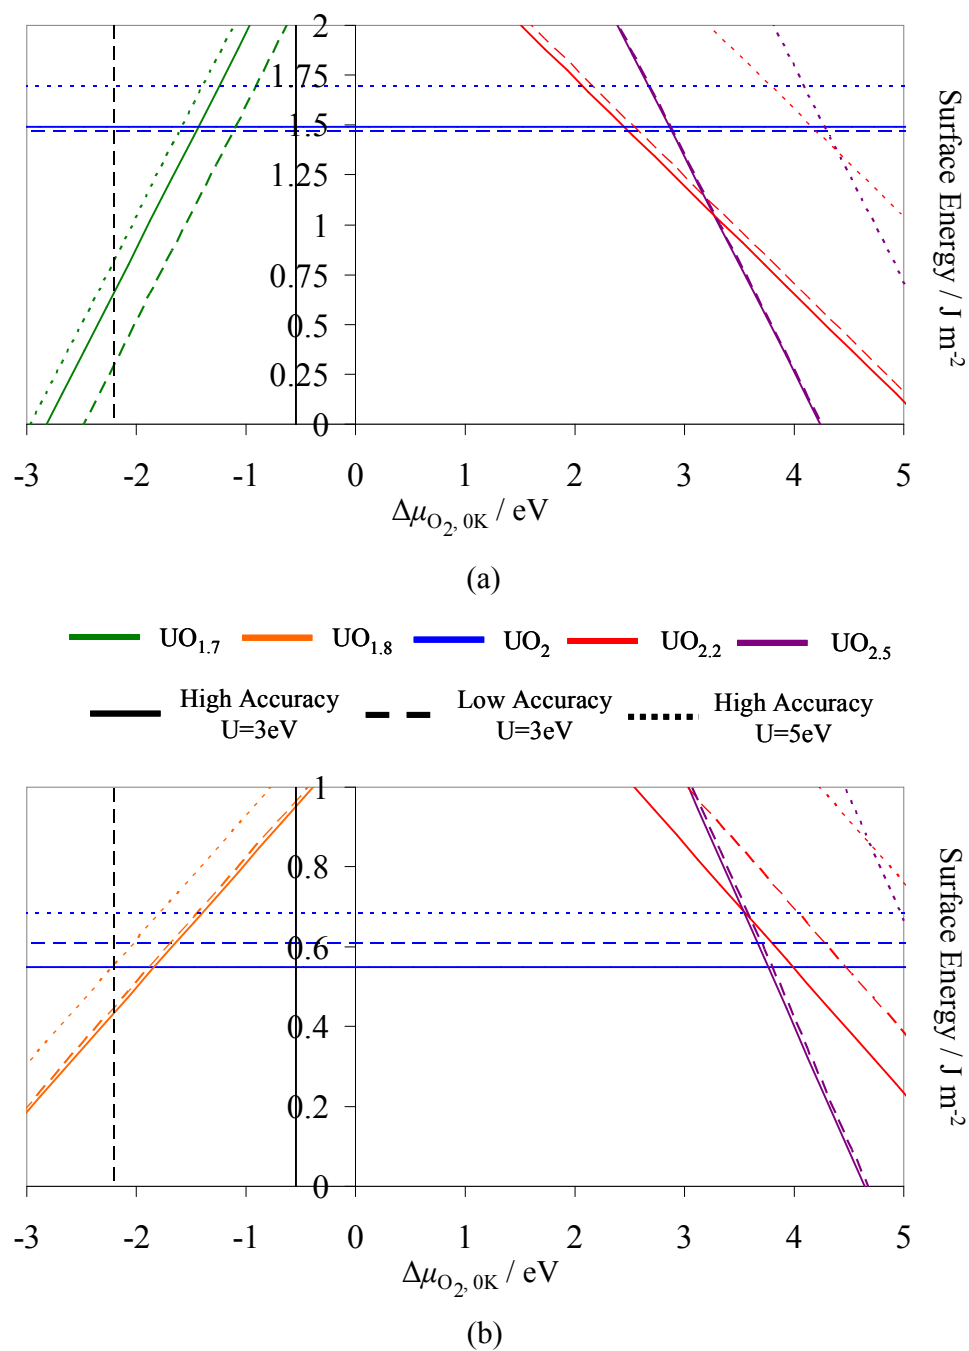 2
1.75
1.5
1.25
1
0.75
0.5
0.25
0
Surface Energy / J m-2
-3 -2 -1 0 1 2 3 4 5
ΔμO2, 0K / eV
(a)
UO1.7 UO1.8 UO2 UO2.2 UO2.5
High Accuracy U=3eV Low Accuracy U=3eV High Accuracy U=5eV
1
0.8
0.6
0.4
0.2
0
Surface Energy / J m-2
-3 -2 -1 0 1 2 3 4 5
ΔμO2, 0K / eV
(b)